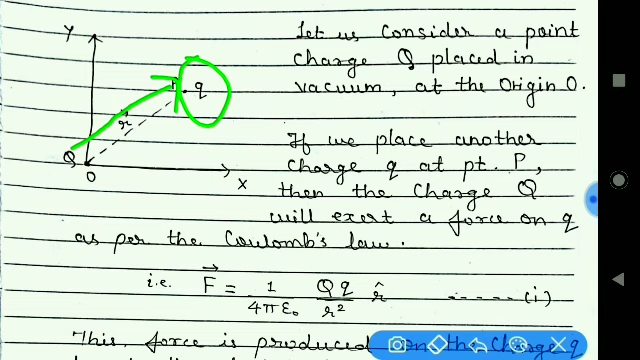 Y
Let us consider a point
charge Q placed in
vacuum, at the Origin O.
q
r
Q
O
X
If we place another
charge q at pt. P,
then the Charge Q
will exert a force on q
as per the Coulomb's law.
i.e. F⃗ = 1/4πε₀ Qq/r² r̂ ------(i)
This, force is produced on the charge q